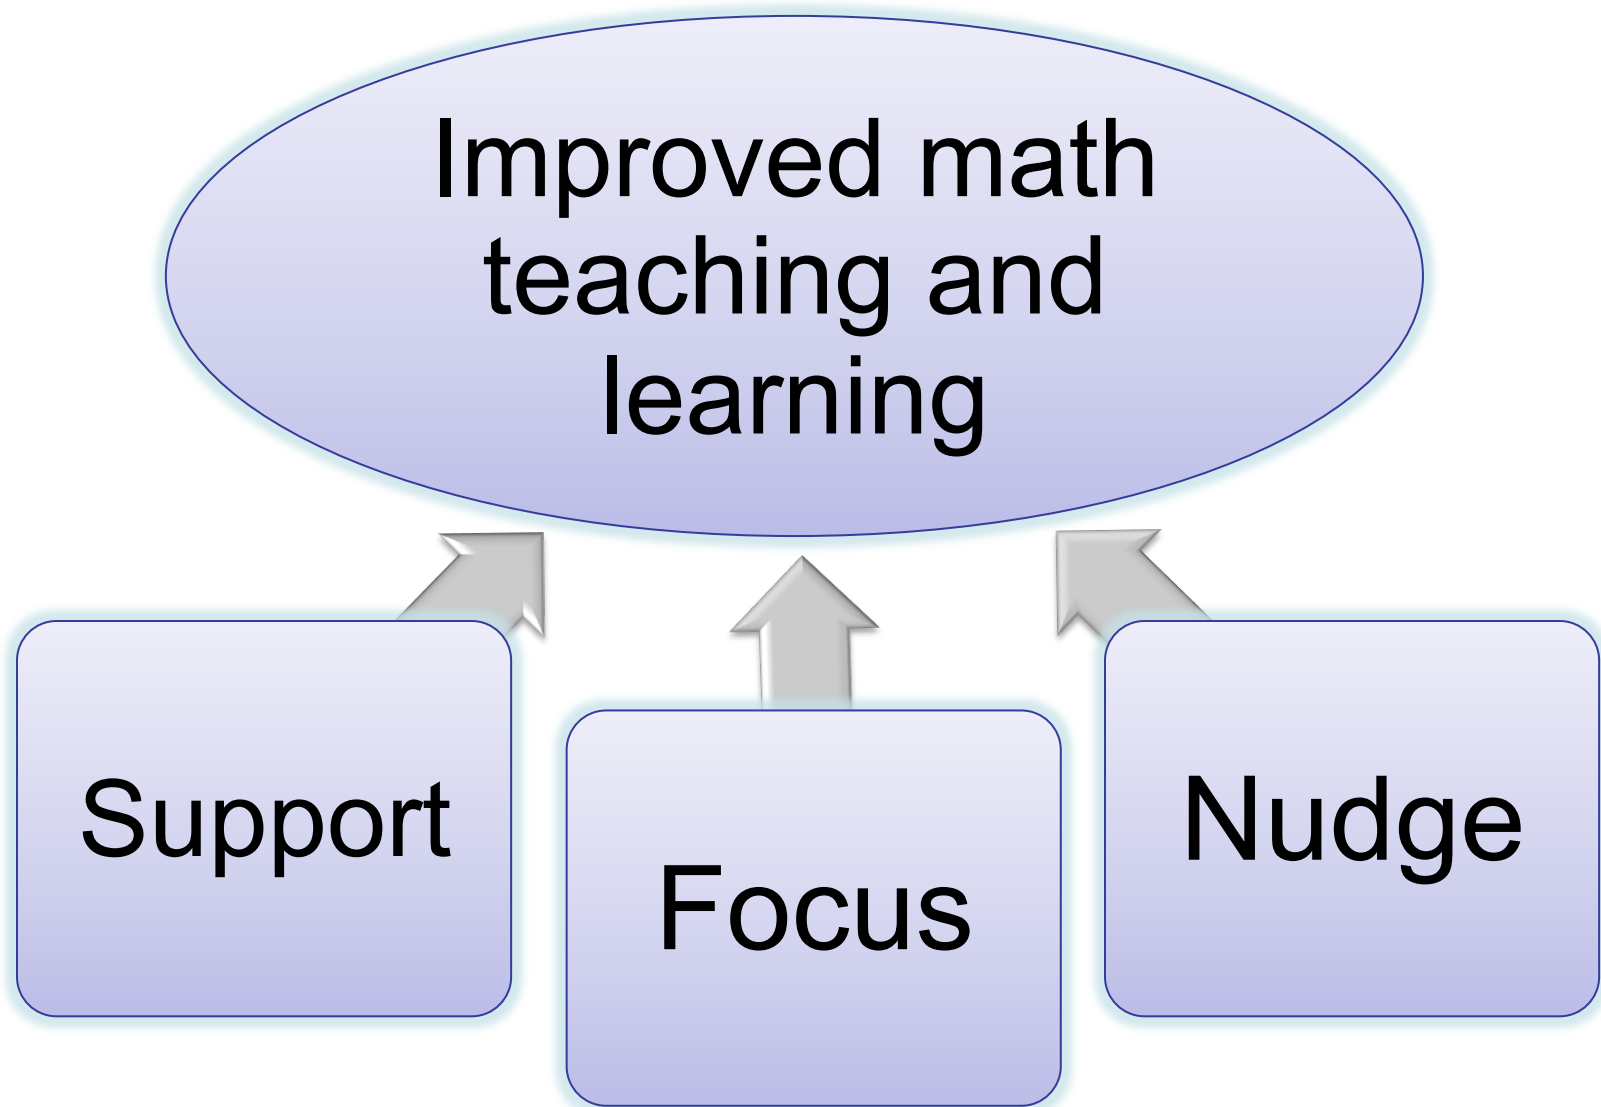 Improved math
teaching and
learning
Support
Focus
Nudge